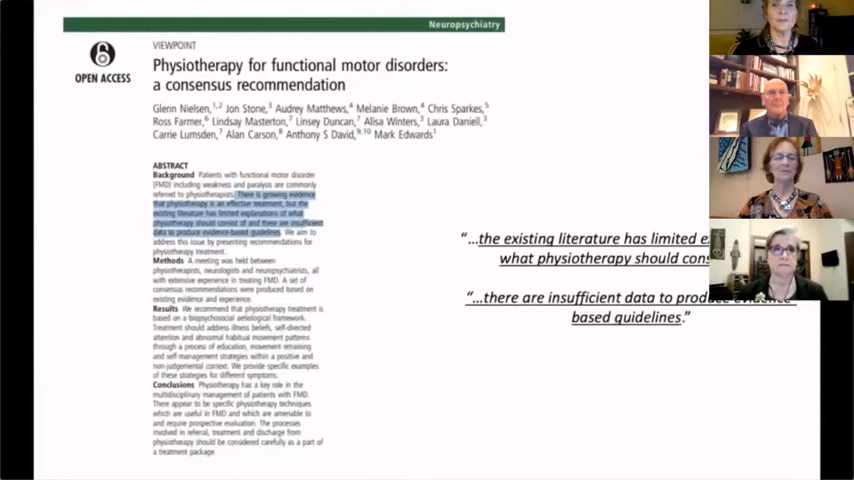 Neuropsychiatry
OPEN ACCESS
VIEWPOINT
Physiotherapy for functional motor disorders:
a consensus recommendation
Glenn Nielsen,1,2 Jon Stone,3 Audrey Matthews,4 Melanie Brown,4 Chris Sparkes,5
Ross Farmer,6 Lindsay Masterton,7 Linsey Duncan,7 Alisa Winters,3 Laura Daniell,3
Carrie Lumsden,7 Alan Carson,8 Anthony S David,9,10 Mark Edwards1
ABSTRACT
Background Patients with functional motor disorder
(FMD) including weakness and paralysis are commonly
referred to physiotherapists. There is growing evidence
that physiotherapy is an effective treatment, but the
existing literature has limited explanations of what
physiotherapy should consist of and there are insufficient
data to produce evidence-based guidelines. We aim to
address this issue by presenting recommendations for
physiotherapy treatment.
Methods A meeting was held between
physiotherapists, neurologists and neuropsychiatrists, all
with extensive experience in treating FMD. A set of
consensus recommendations were produced based on
existing evidence and experience.
Results We recommend that physiotherapy treatment is
based on a biopsychosocial aetiological framework.
Treatment should address illness beliefs, self-directed
attention and abnormal habitual movement patterns
through a process of education, movement retraining
and self-management strategies within a positive and
non-judgemental context. We provide specific examples
of these strategies for different symptoms.
Conclusions Physiotherapy has a key role in the
multidisciplinary management of patients with FMD.
There appear to be specific physiotherapy techniques
which are useful in FMD and which are amenable to
and require prospective evaluation. The processes
involved in referral, treatment and discharge from
physiotherapy should be considered carefully as a part of
a treatment package.
“...the existing literature has limited
what physiotherapy should
“...there are insufficient data to produce evidence-
based guidelines.”